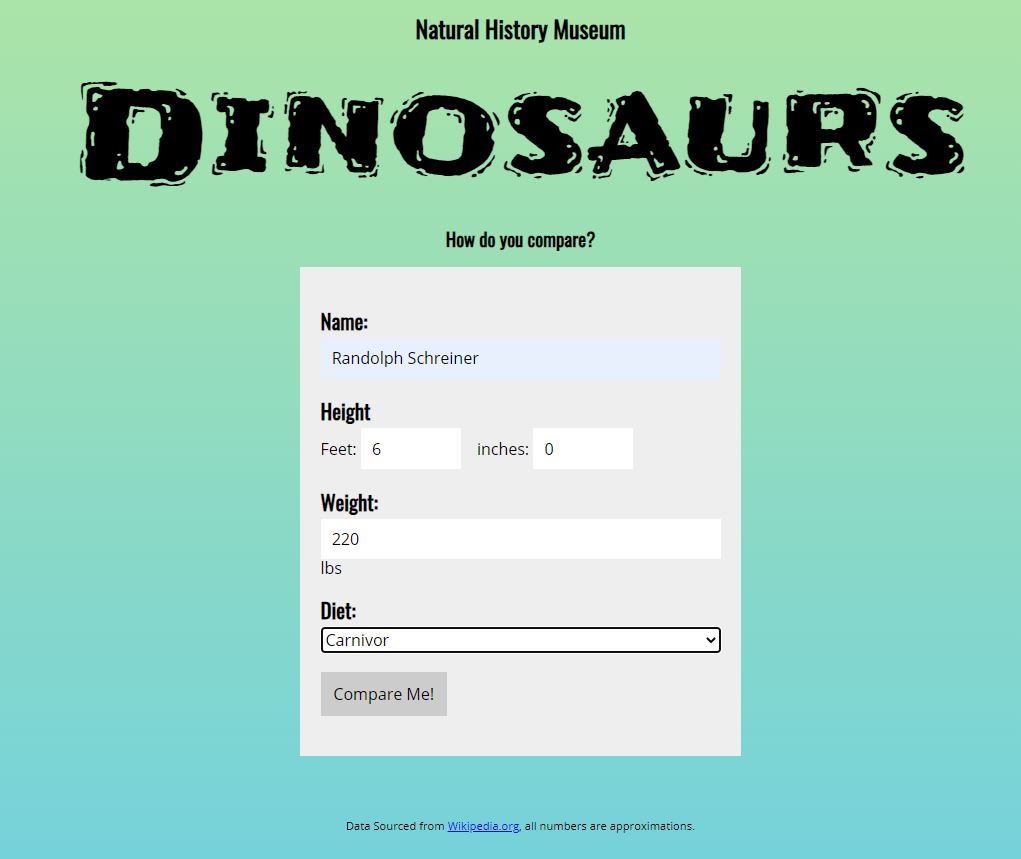 Natural History Museum
DINOSAURS
How do you compare?
Name:
Randolph Schreiner
Height
Feet: 6 inches: 0
Weight:
220
lbs
Diet:
Carnivor
Compare Me!
Data Sourced from Wikipedia.org, all numbers are approximations.